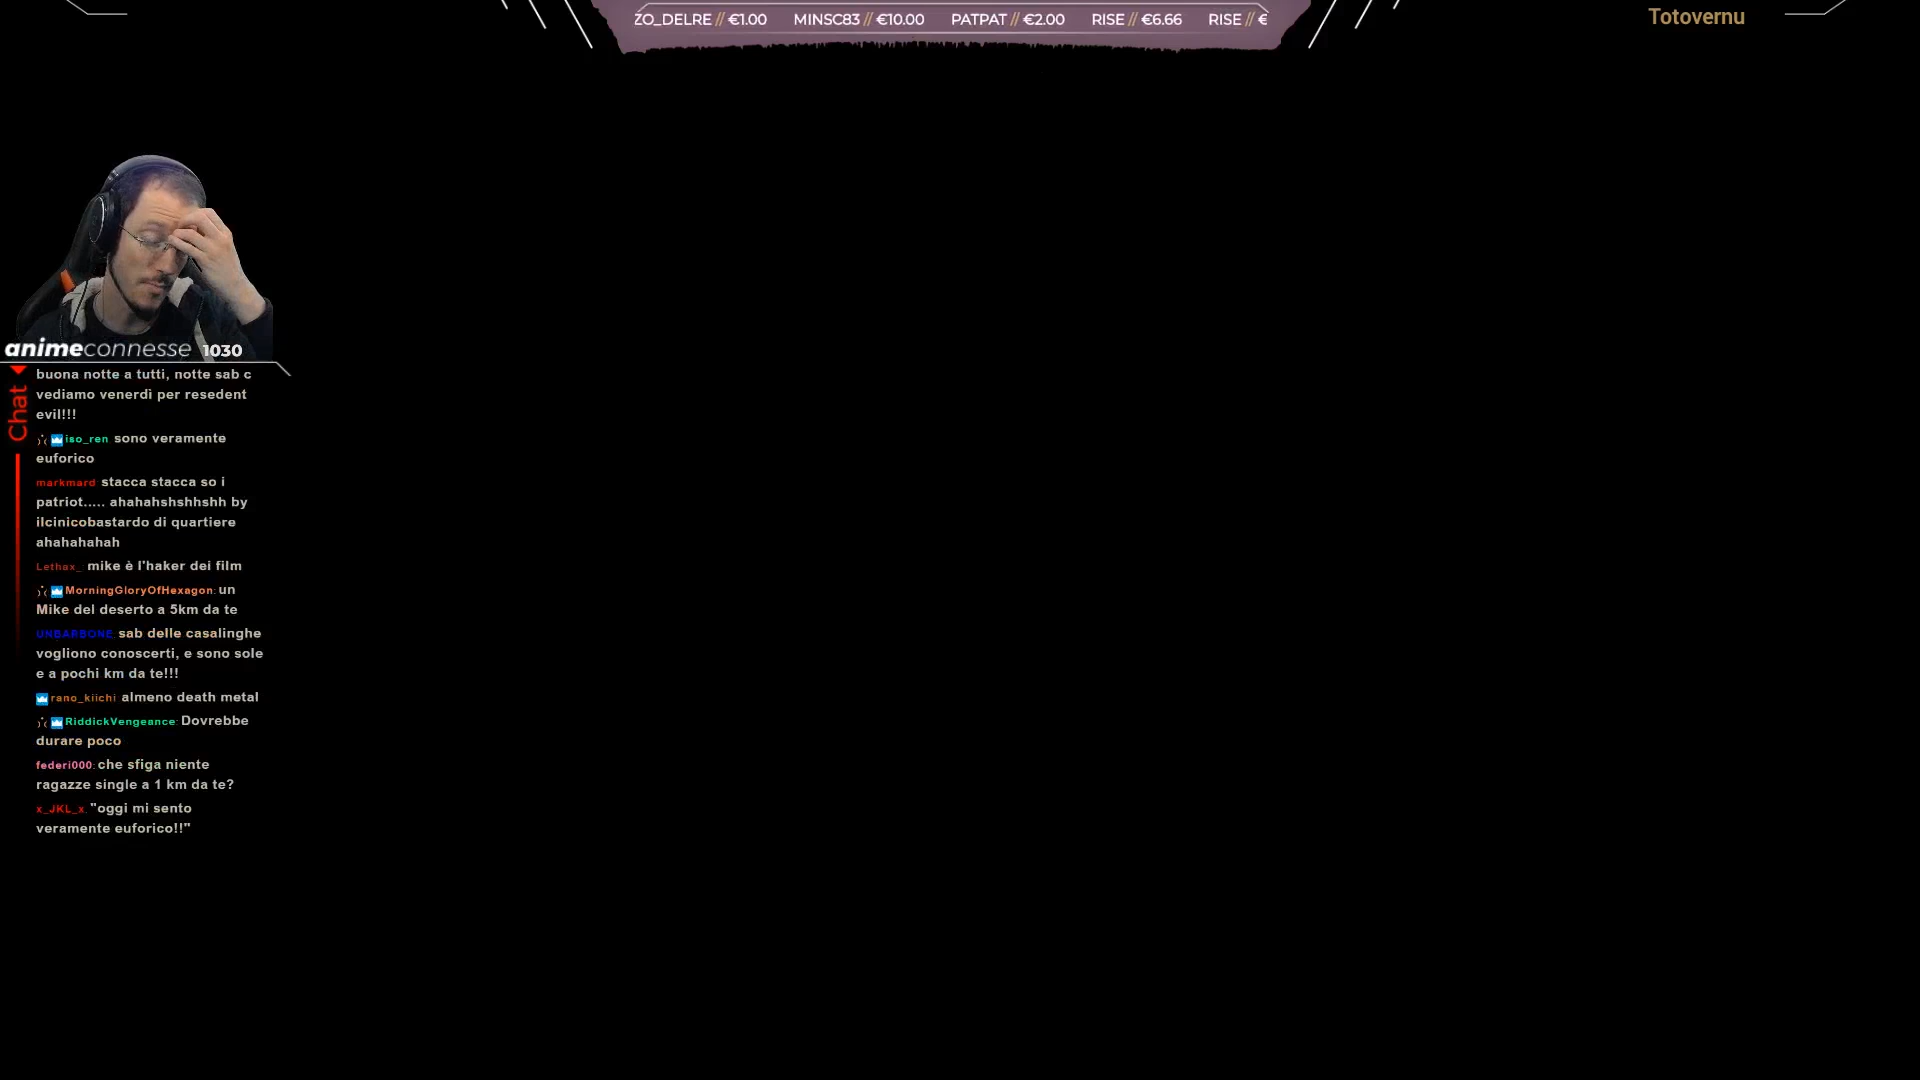 ZO_DELRE // €1.00 MINSC83 // €10.00 PATPAT // €2.00 RISE // €6.66 RISE // €
Totovernu
animeconnesse 1030
Chat
buona notte a tutti, notte sab c
vediamo venerdì per resedent
evil!!!
iso_ren sono veramente
euforico
markmard: stacca stacca so i
patriot..... ahahahshshhshh by
ilcinicobastardo di quartiere
ahahahahah
Lethax_: mike è l'haker dei film
MorningGloryOfHexagon: un
Mike del deserto a 5km da te
UNBARBONE: sab delle casalinghe
vogliono conoscerti, e sono sole
e a pochi km da te!!!
rano_kiichi almeno death metal
RiddickVengeance: Dovrebbe
durare poco
federi000: che sfiga niente
ragazze single a 1 km da te?
x_JKL_x: "oggi mi sento
veramente euforico!!"